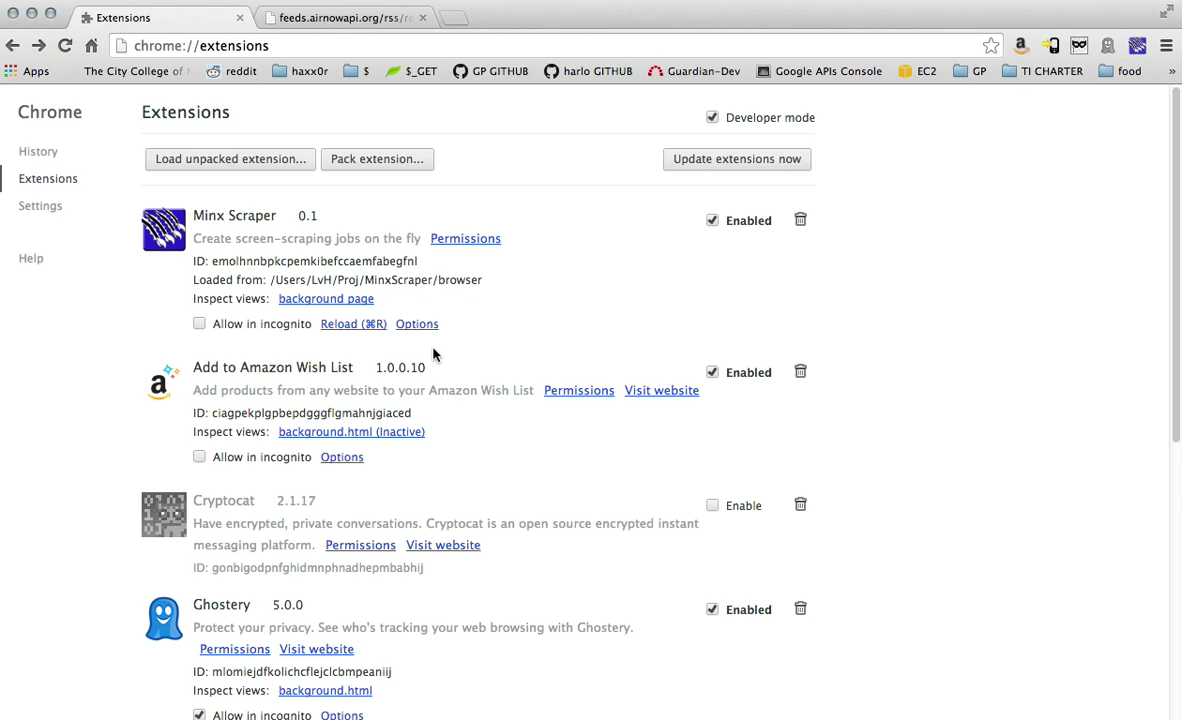 Extensions
feeds.airnowapi.org/rss/re
chrome://extensions
Apps
The City College of
reddit
haxx0r
$
$_GET
GP GITHUB
harlo GITHUB
Guardian-Dev
Google APIs Console
EC2
GP
TI CHARTER
food
»
Chrome
Extensions
Developer mode
History
Extensions
Settings
Help
Load unpacked extension...
Pack extension...
Update extensions now
Minx Scraper 0.1
Enabled
Create screen-scraping jobs on the fly Permissions
ID: emolhnnbpkcpemkibefccaemfabegfnl
Loaded from: /Users/LvH/Proj/MinxScraper/browser
Inspect views: background page
Allow in incognito Reload (⌘R) Options
Add to Amazon Wish List 1.0.0.10
Enabled
Add products from any website to your Amazon Wish List Permissions Visit website
ID: ciagpekplgpbepdgggflgmahnjgiaced
Inspect views: background.html (Inactive)
Allow in incognito Options
Cryptocat 2.1.17
Enable
Have encrypted, private conversations. Cryptocat is an open source encrypted instant
messaging platform. Permissions Visit website
ID: gonbigodpnfghidmnphnadhepmbabhij
Ghostery 5.0.0
Enabled
Protect your privacy. See who's tracking your web browsing with Ghostery.
Permissions Visit website
ID: mlomiejdfkolichcflejclcbmpeaniij
Inspect views: background.html
Allow in incognito Options